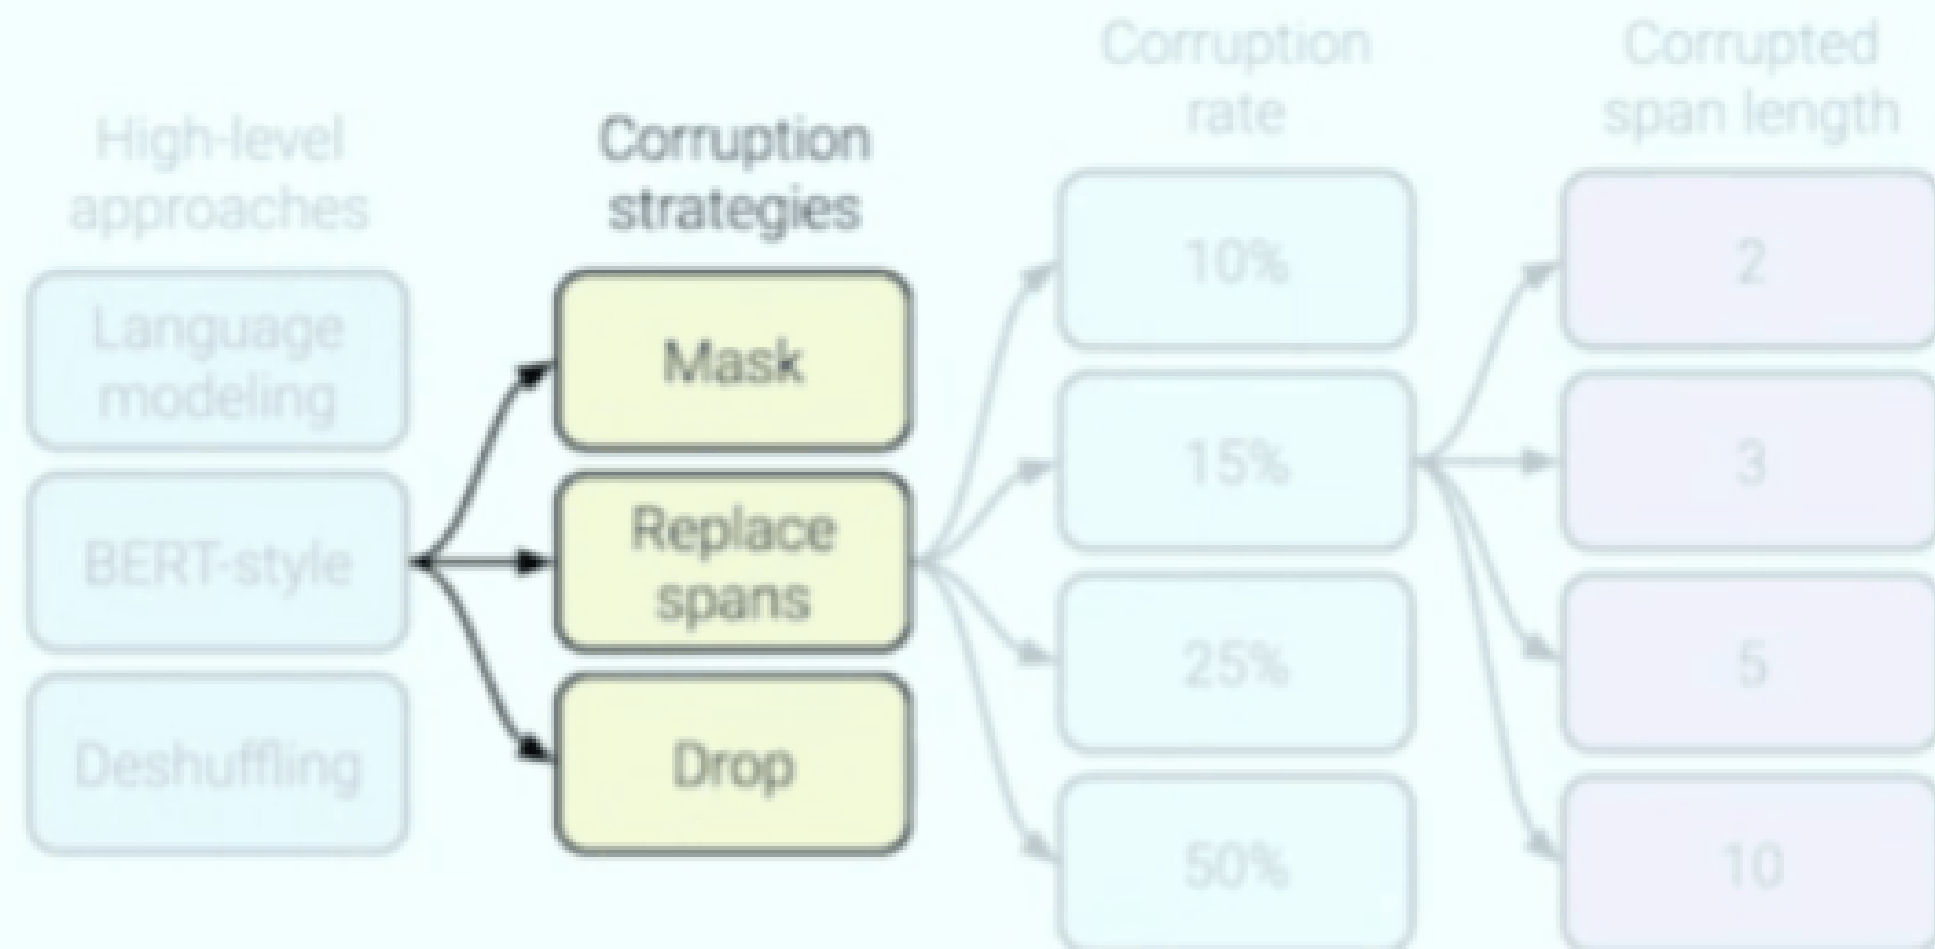 High-level
approaches
Language
modeling
BERT-style
Deshuffling
Corruption
strategies
Mask
Replace
spans
Drop
Corruption
rate
10%
15%
25%
50%
Corrupted
span length
2
3
5
10